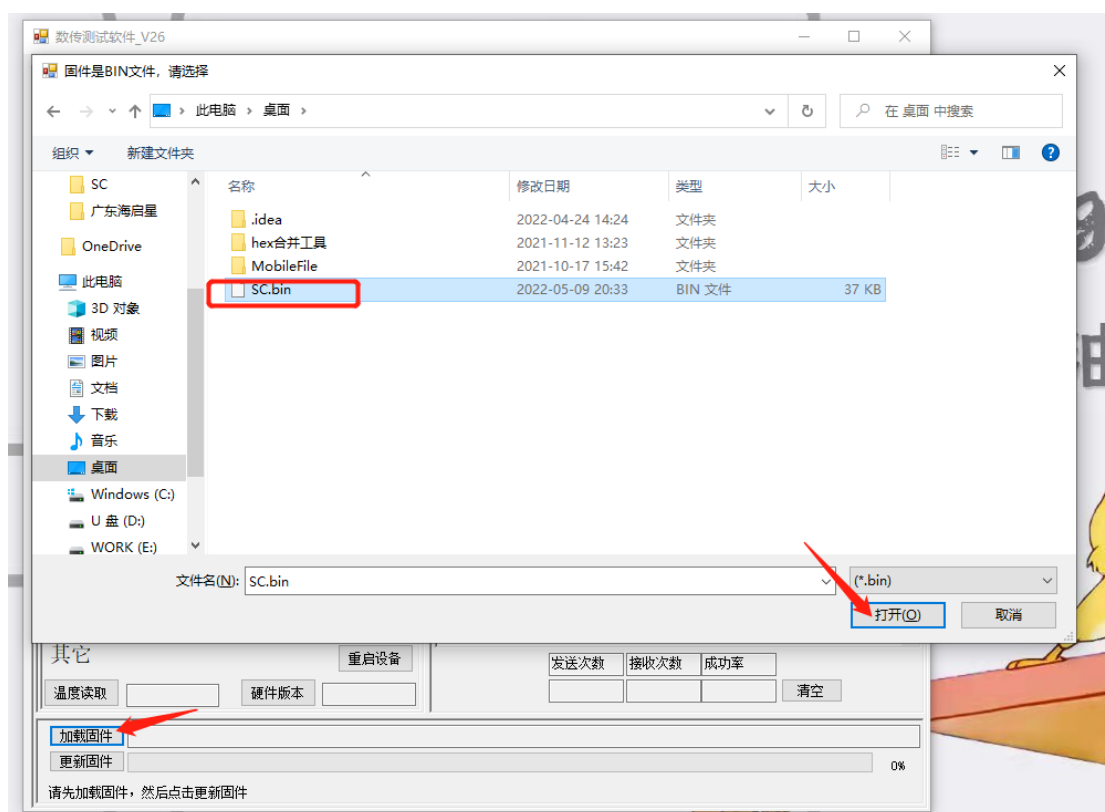 数传测试软件_V26
固件是BIN文件，请选择
此电脑 › 桌面 ›
在 桌面 中搜索
组织 新建文件夹
SC
广东海启星
OneDrive
此电脑
3D 对象
视频
图片
文档
下载
音乐
桌面
Windows (C:)
U 盘 (D:)
WORK (E:)
名称 修改日期 类型 大小
.idea 2022-04-24 14:24 文件夹
hex合并工具 2021-11-12 13:23 文件夹
MobileFile 2021-10-17 15:42 文件夹
SC.bin 2022-05-09 20:33 BIN 文件 37 KB
文件名(N): SC.bin (*.bin)
打开(O) 取消
其它 重启设备 发送次数 接收次数 成功率
温度读取 硬件版本 清空
加载固件
更新固件 0%
请先加载固件，然后点击更新固件